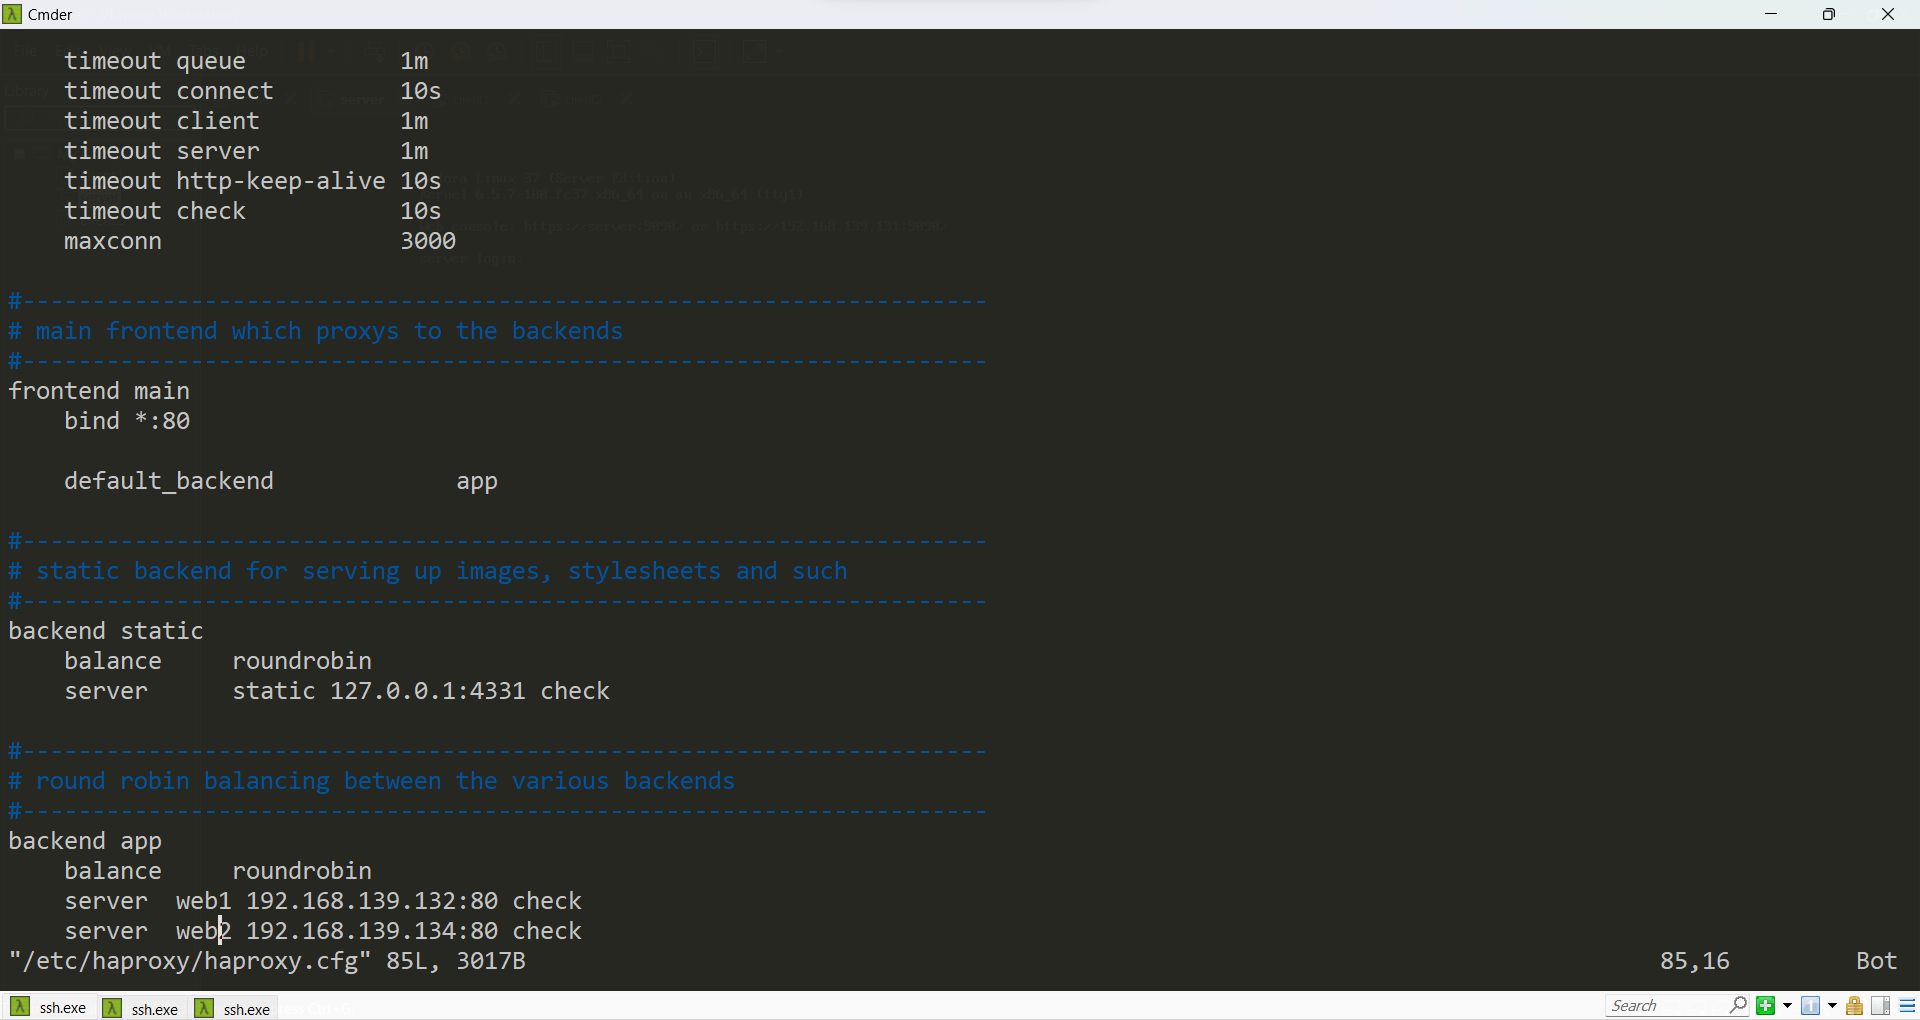 Cmder
timeout queue 1m
timeout connect 10s
timeout client 1m
timeout server 1m
timeout http-keep-alive 10s
timeout check 10s
maxconn 3000
#---------------------------------------------------------------------
# main frontend which proxys to the backends
#---------------------------------------------------------------------
frontend main
bind *:80
default_backend app
#---------------------------------------------------------------------
# static backend for serving up images, stylesheets and such
#---------------------------------------------------------------------
backend static
balance roundrobin
server static 127.0.0.1:4331 check
#---------------------------------------------------------------------
# round robin balancing between the various backends
#---------------------------------------------------------------------
backend app
balance roundrobin
server web1 192.168.139.132:80 check
server web2 192.168.139.134:80 check
"/etc/haproxy/haproxy.cfg" 85L, 3017B 85,16 Bot
ssh.exe ssh.exe ssh.exe Search